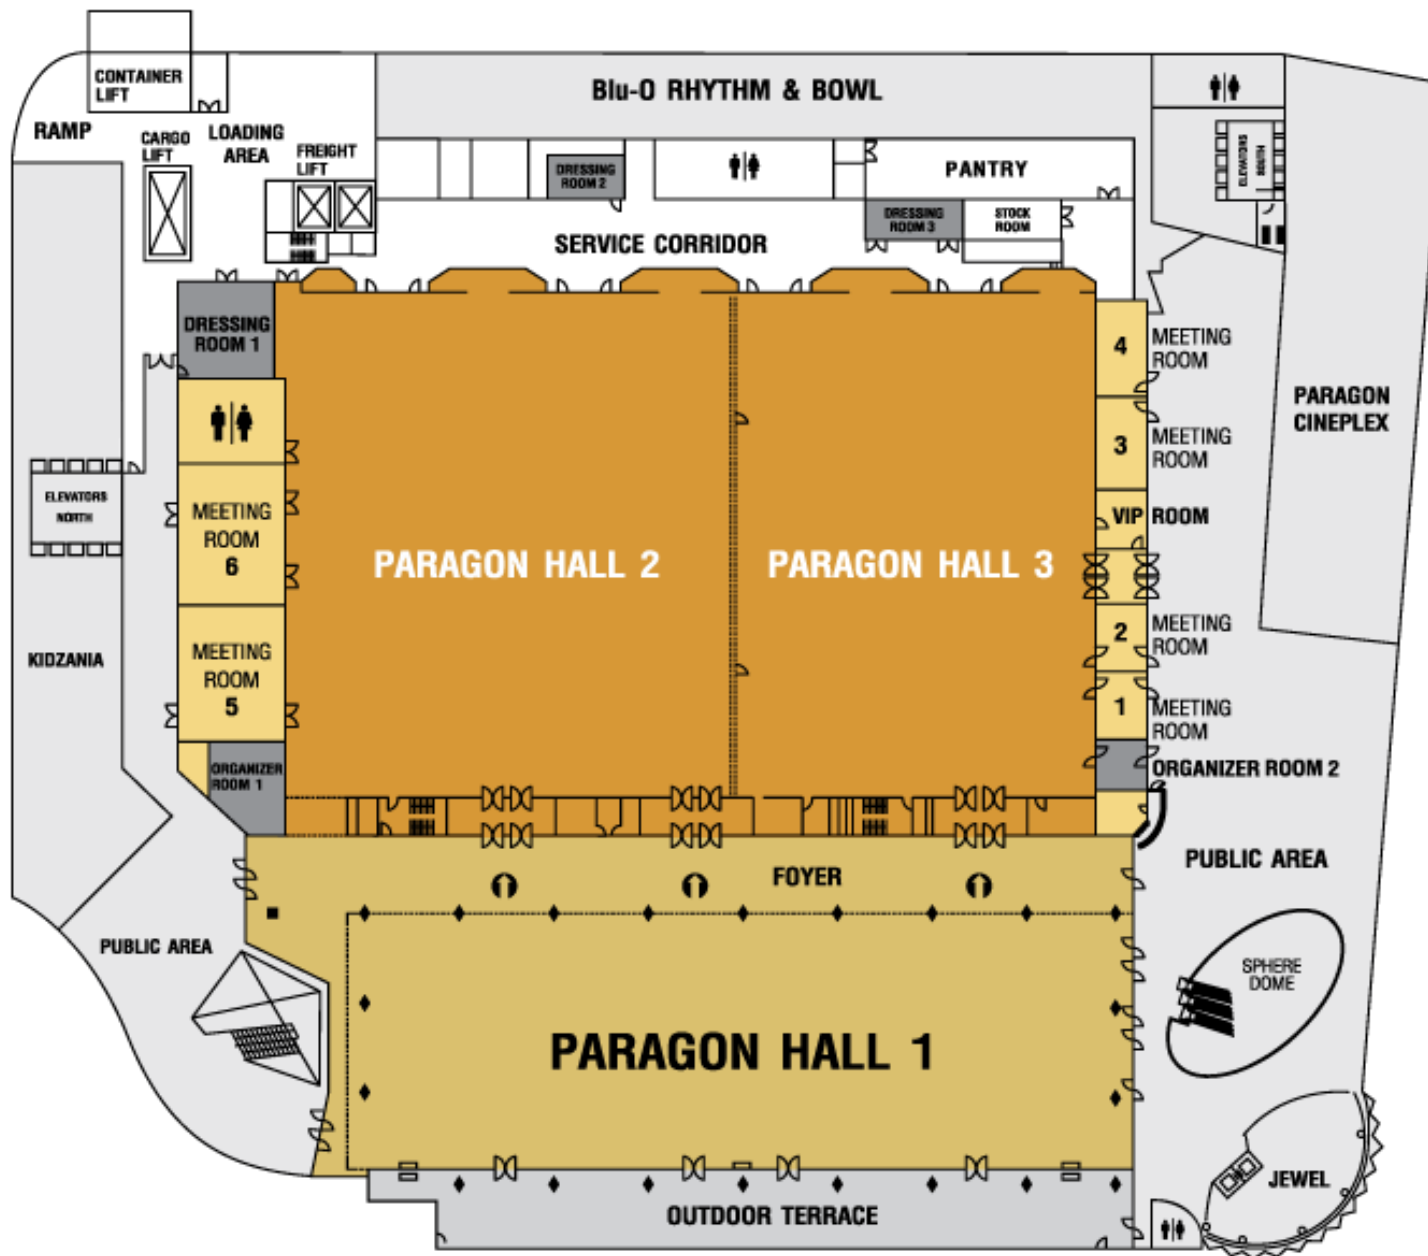 CONTAINER
LIFT
Blu-O RHYTHM & BOWL
RAMP
CARGO
LIFT
LOADING
AREA
FREIGHT
LIFT
DRESSING
ROOM 2
PANTRY
ELEVATORS
SOUTH
DRESSING
ROOM 3
STOCK
ROOM
SERVICE CORRIDOR
DRESSING
ROOM 1
4
MEETING
ROOM
PARAGON
CINEPLEX
3
MEETING
ROOM
ELEVATORS
NORTH
MEETING
ROOM
6
VIP ROOM
PARAGON HALL 2
PARAGON HALL 3
2
MEETING
ROOM
KIDZANIA
MEETING
ROOM
5
1
MEETING
ROOM
ORGANIZER
ROOM 1
ORGANIZER ROOM 2
FOYER
PUBLIC AREA
PUBLIC AREA
SPHERE
DOME
PARAGON HALL 1
JEWEL
OUTDOOR TERRACE